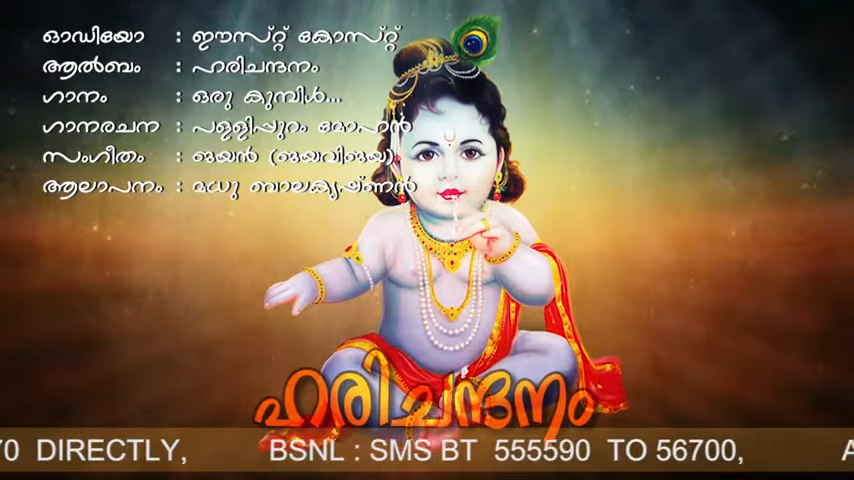 ഓഡിയോ : ഈസ്റ്റ് കോസ്റ്റ്
ആൽബം : ഹരിചന്ദനം
ഗാനം : ഒരു കുമ്പിൾ...
ഗാനരചന : പള്ളിപ്പുറം മോഹൻ
സംഗീതം : ജയൻ (ജയവിജയ)
ആലാപനം : മധു ബാലകൃഷ്ണൻ
ഹരിചന്ദനം
70 DIRECTLY, BSNL : SMS BT 555590 TO 56700, A